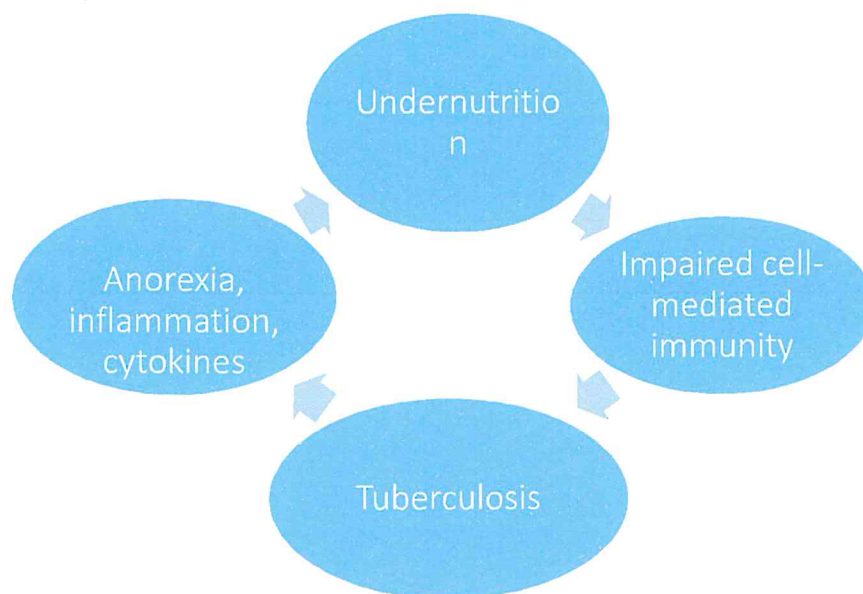 Undernutritio
n
Impaired cell-
mediated
immunity
Tuberculosis
Anorexia,
inflammation,
cytokines